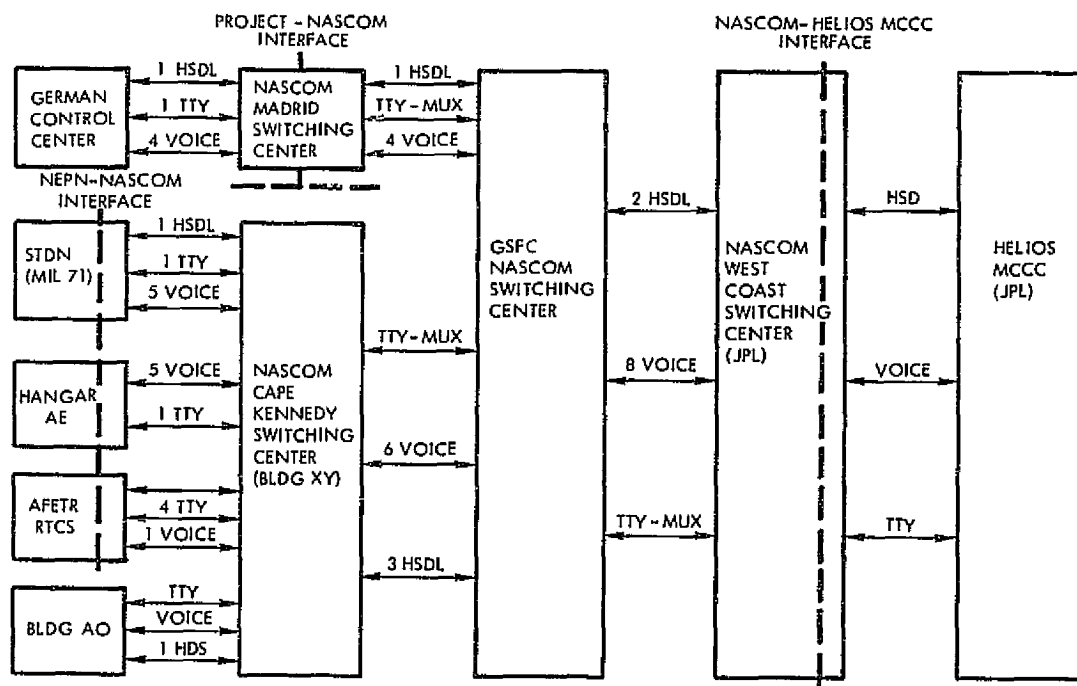 PROJECT - NASCOM
INTERFACE
NASCOM-HELIOS MCCC
INTERFACE
GERMAN
CONTROL
CENTER
1 HSDL
1 TTY
4 VOICE
NASCOM
MADRID
SWITCHING
CENTER
1 HSDL
TTY-MUX
4 VOICE
NEPN-NASCOM
INTERFACE
STDN
(MIL 71)
1 HSDL
1 TTY
5 VOICE
HANGAR
AE
5 VOICE
1 TTY
AFETR
RTCS
4 TTY
1 VOICE
BLDG AO
TTY
VOICE
1 HDS
NASCOM
CAPE
KENNEDY
SWITCHING
CENTER
(BLDG XY)
TTY-MUX
6 VOICE
3 HSDL
GSFC
NASCOM
SWITCHING
CENTER
2 HSDL
8 VOICE
TTY-MUX
NASCOM
WEST
COAST
SWITCHING
CENTER
(JPL)
HSD
VOICE
TTY
HELIOS
MCCC
(JPL)